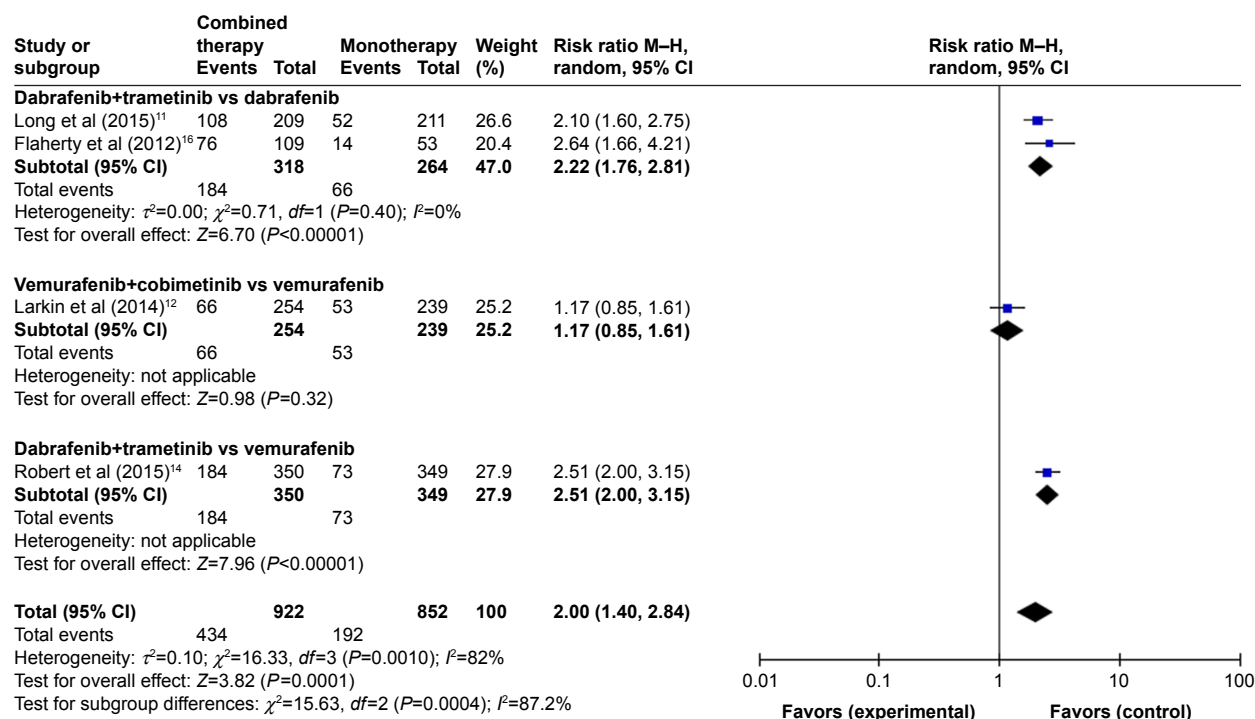 Combined
Study or therapy Monotherapy Weight Risk ratio M–H, Risk ratio M–H,
subgroup Events Total Events Total (%) random, 95% CI random, 95% CI
Dabrafenib+trametinib vs dabrafenib
Long et al (2015)¹¹ 108 209 52 211 26.6 2.10 (1.60, 2.75)
Flaherty et al (2012)¹⁶ 76 109 14 53 20.4 2.64 (1.66, 4.21)
Subtotal (95% CI) 318 264 47.0 2.22 (1.76, 2.81)
Total events 184 66
Heterogeneity: τ²=0.00; χ²=0.71, df=1 (P=0.40); I²=0%
Test for overall effect: Z=6.70 (P<0.00001)
Vemurafenib+cobimetinib vs vemurafenib
Larkin et al (2014)¹² 66 254 53 239 25.2 1.17 (0.85, 1.61)
Subtotal (95% CI) 254 239 25.2 1.17 (0.85, 1.61)
Total events 66 53
Heterogeneity: not applicable
Test for overall effect: Z=0.98 (P=0.32)
Dabrafenib+trametinib vs vemurafenib
Robert et al (2015)¹⁴ 184 350 73 349 27.9 2.51 (2.00, 3.15)
Subtotal (95% CI) 350 349 27.9 2.51 (2.00, 3.15)
Total events 184 73
Heterogeneity: not applicable
Test for overall effect: Z=7.96 (P<0.00001)
Total (95% CI) 922 852 100 2.00 (1.40, 2.84)
Total events 434 192
Heterogeneity: τ²=0.10; χ²=16.33, df=3 (P=0.0010); I²=82%
Test for overall effect: Z=3.82 (P=0.0001)
Test for subgroup differences: χ²=15.63, df=2 (P=0.0004); I²=87.2%
0.01 0.1 1 10 100
Favors (experimental) Favors (control)